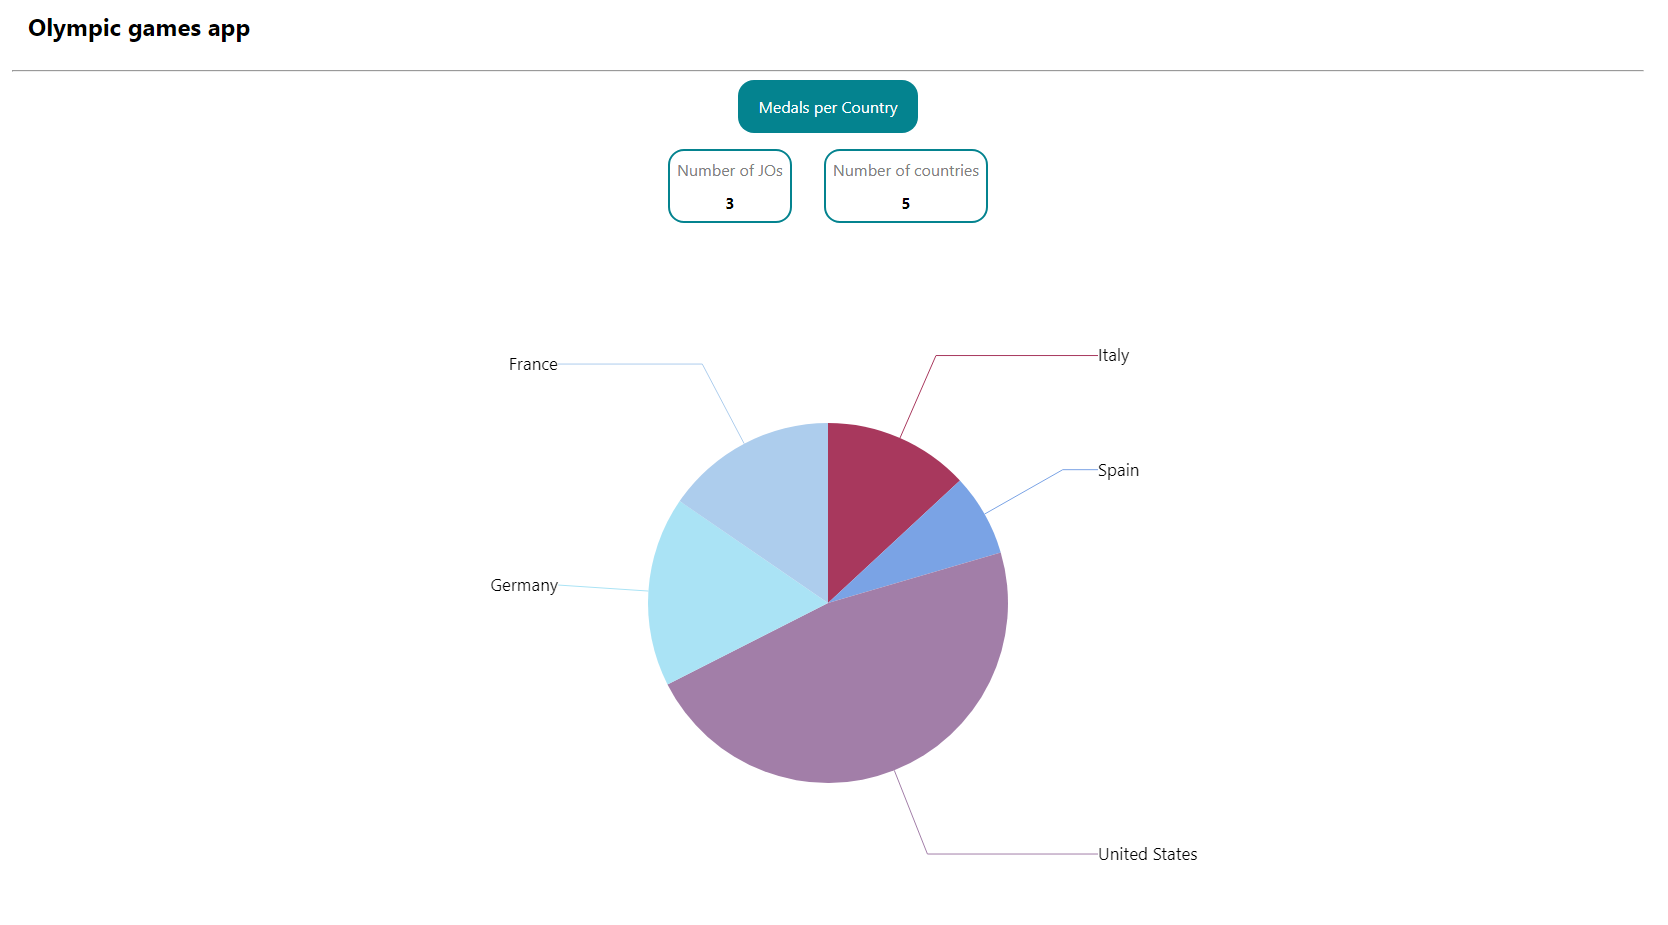 Olympic games app
Medals per Country
Number of JOs
3
Number of countries
5
France
Italy
Spain
Germany
United States